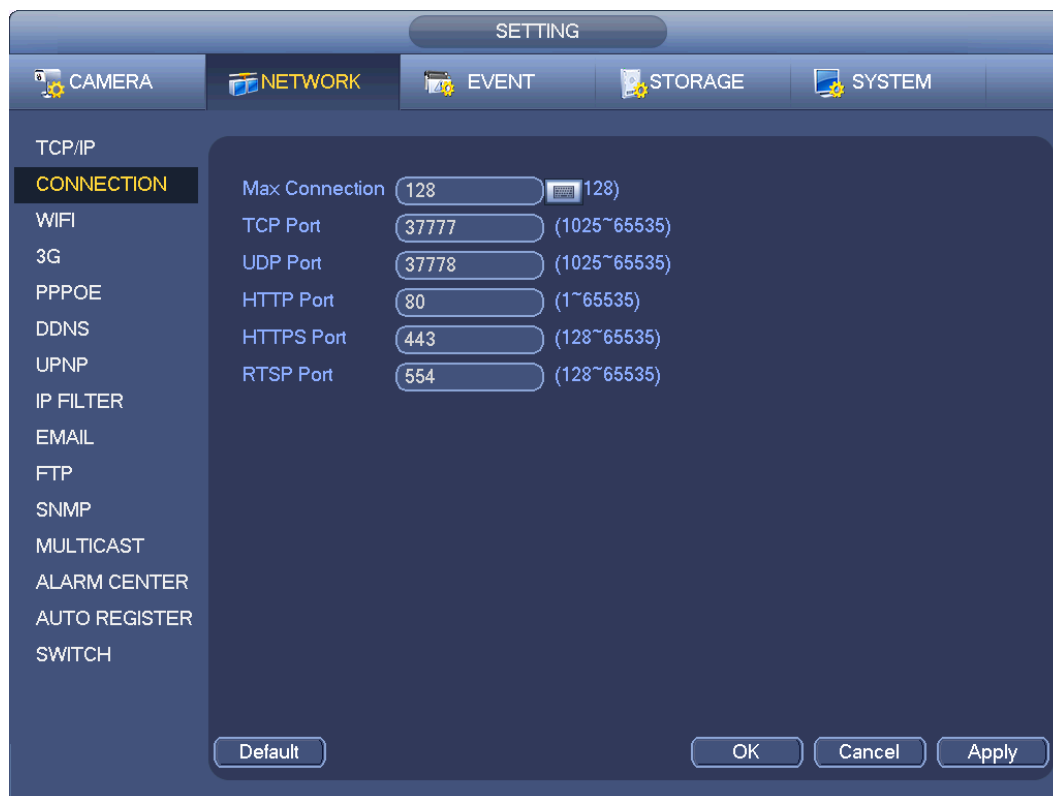 SETTING
CAMERA NETWORK EVENT STORAGE SYSTEM
TCP/IP
CONNECTION
WIFI
3G
PPPOE
DDNS
UPNP
IP FILTER
EMAIL
FTP
SNMP
MULTICAST
ALARM CENTER
AUTO REGISTER
SWITCH
Max Connection 128 128)
TCP Port 37777 (1025~65535)
UDP Port 37778 (1025~65535)
HTTP Port 80 (1~65535)
HTTPS Port 443 (128~65535)
RTSP Port 554 (128~65535)
Default OK Cancel Apply